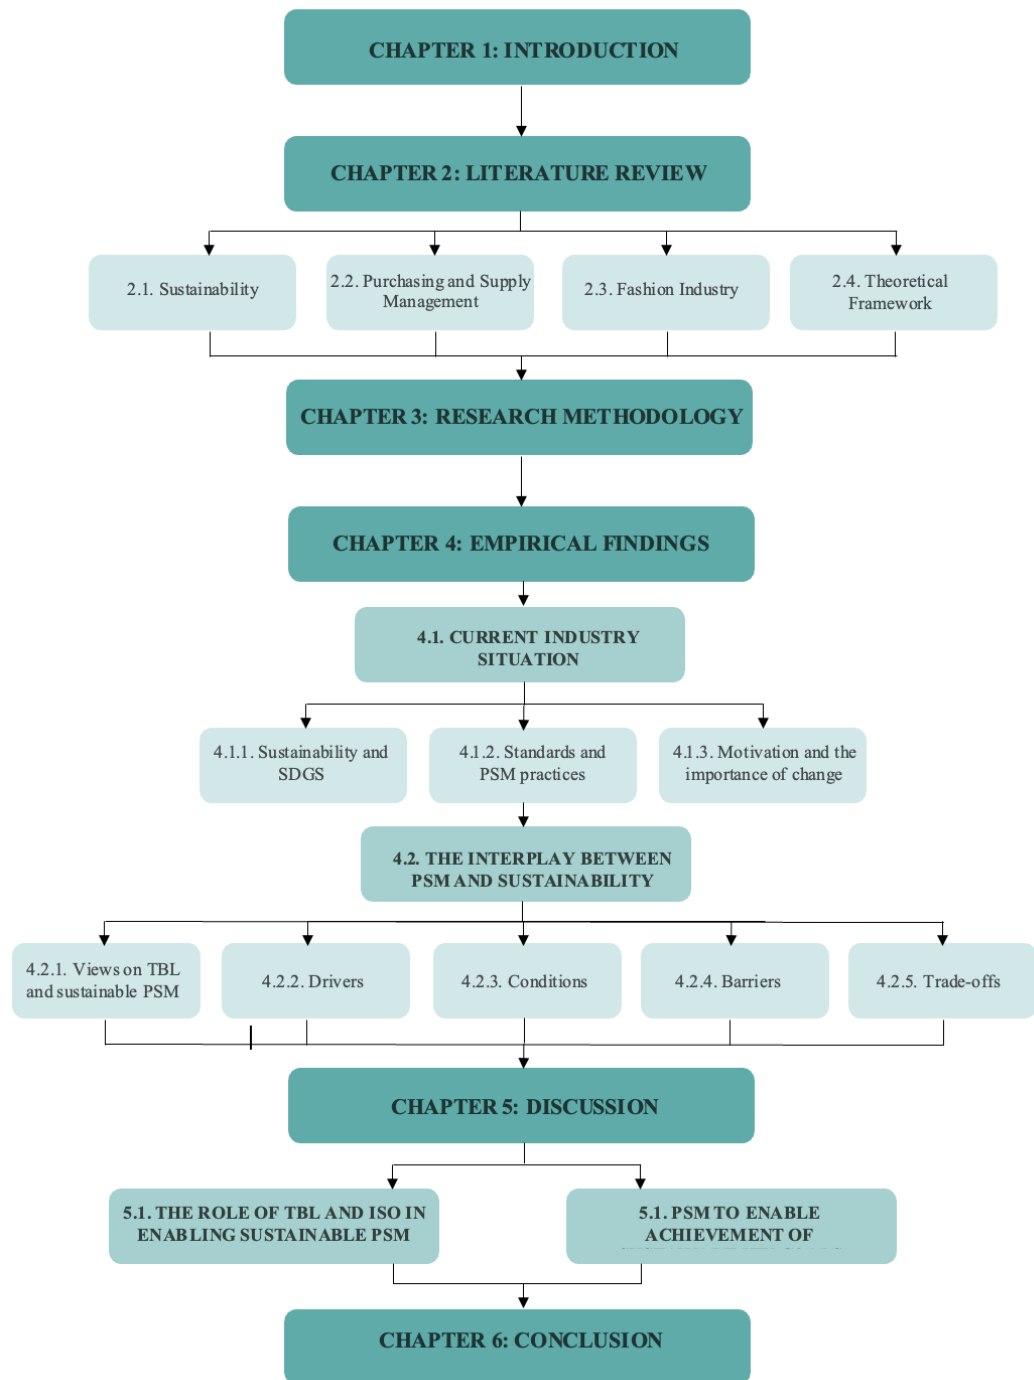 CHAPTER 1: INTRODUCTION
CHAPTER 2: LITERATURE REVIEW
2.1. Sustainability
2.2. Purchasing and Supply
Management
2.3. Fashion Industry
2.4. Theoretical
Framework
CHAPTER 3: RESEARCH METHODOLOGY
CHAPTER 4: EMPIRICAL FINDINGS
4.1. CURRENT INDUSTRY
SITUATION
4.1.1. Sustainability and
SDGS
4.1.2. Standards and
PSM practices
4.1.3. Motivation and the
importance of change
4.2. THE INTERPLAY BETWEEN
PSM AND SUSTAINABILITY
4.2.1. Views on TBL
and sustainable PSM
4.2.2. Drivers
4.2.3. Conditions
4.2.4. Barriers
4.2.5. Trade-offs
CHAPTER 5: DISCUSSION
5.1. THE ROLE OF TBL AND ISO IN
ENABLING SUSTAINABLE PSM
5.1. PSM TO ENABLE
ACHIEVEMENT OF
CHAPTER 6: CONCLUSION